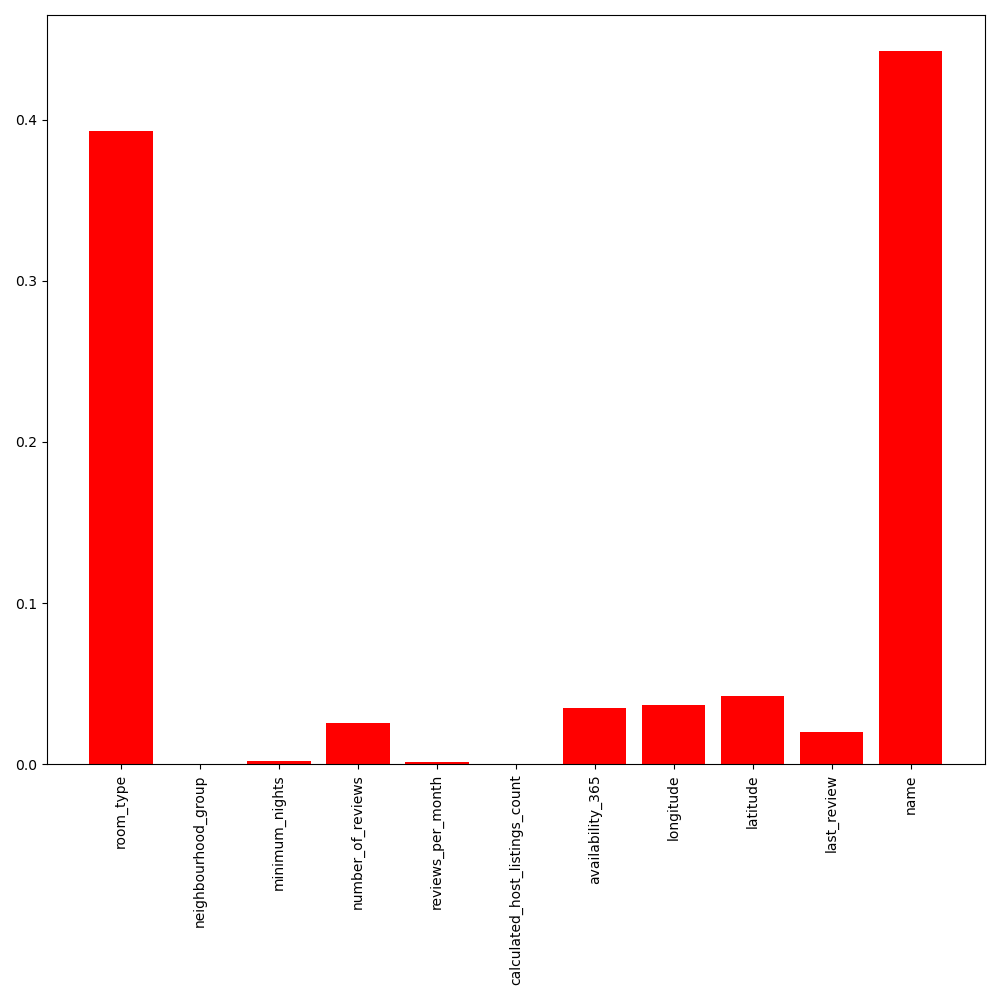 0.4
0.3
0.2
0.1
0.0
room_type
neighbourhood_group
minimum_nights
number_of_reviews
reviews_per_month
calculated_host_listings_count
availability_365
longitude
latitude
last_review
name